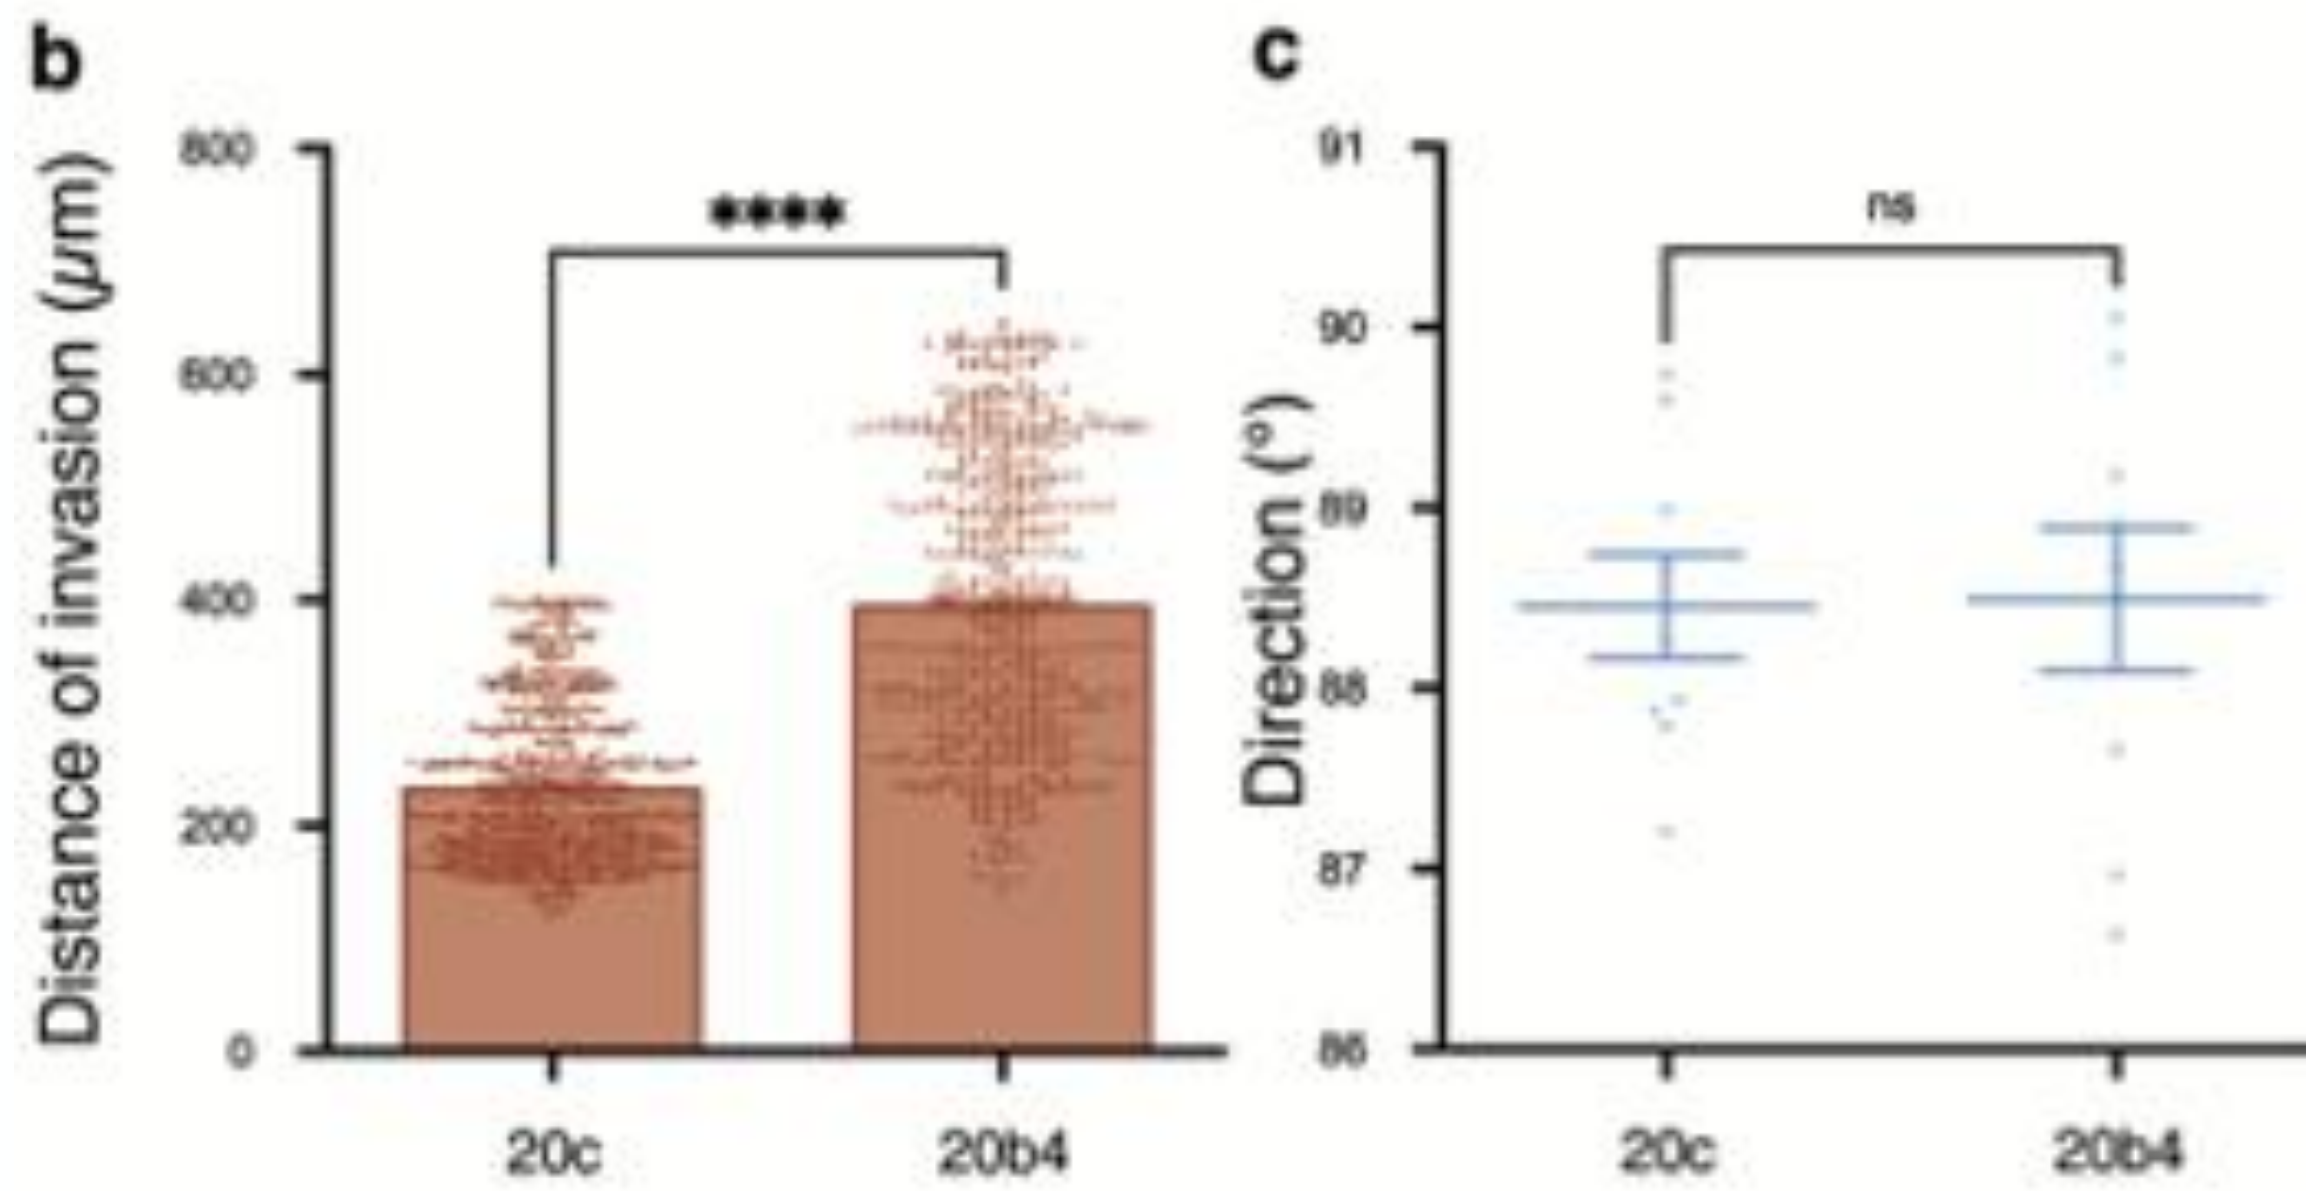 b
Distance of invasion (µm)
800
600
400
200
0
****
20c
20b4
c
Direction (°)
91
90
89
88
87
86
ns
20c
20b4